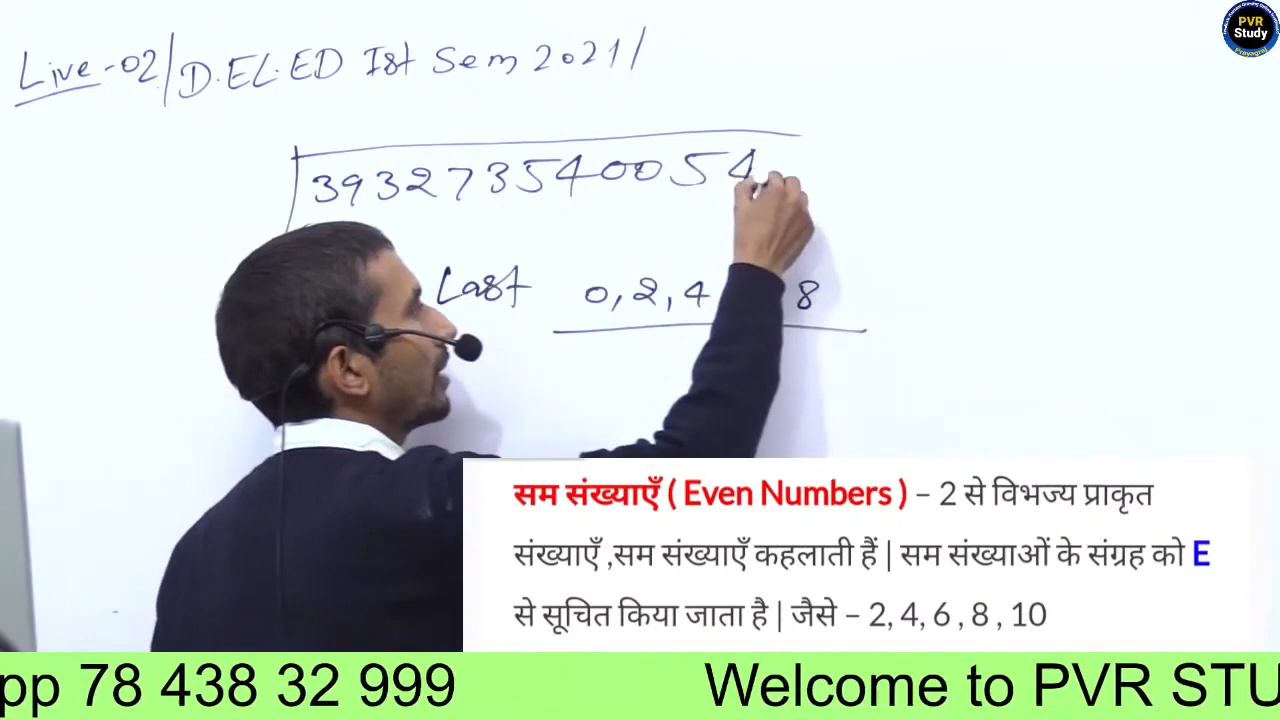 PVR
Study
Prayagraj
Live-02/ D.EL.ED Ist Sem 2021/
393273540054
Last 0, 2, 4 8
सम संख्याएँ ( Even Numbers ) – 2 से विभज्य प्राकृत
संख्याएँ ,सम संख्याएँ कहलाती हैं | सम संख्याओं के संग्रह को E
से सूचित किया जाता है | जैसे – 2, 4, 6 , 8 , 10
pp 78 438 32 999 Welcome to PVR STU